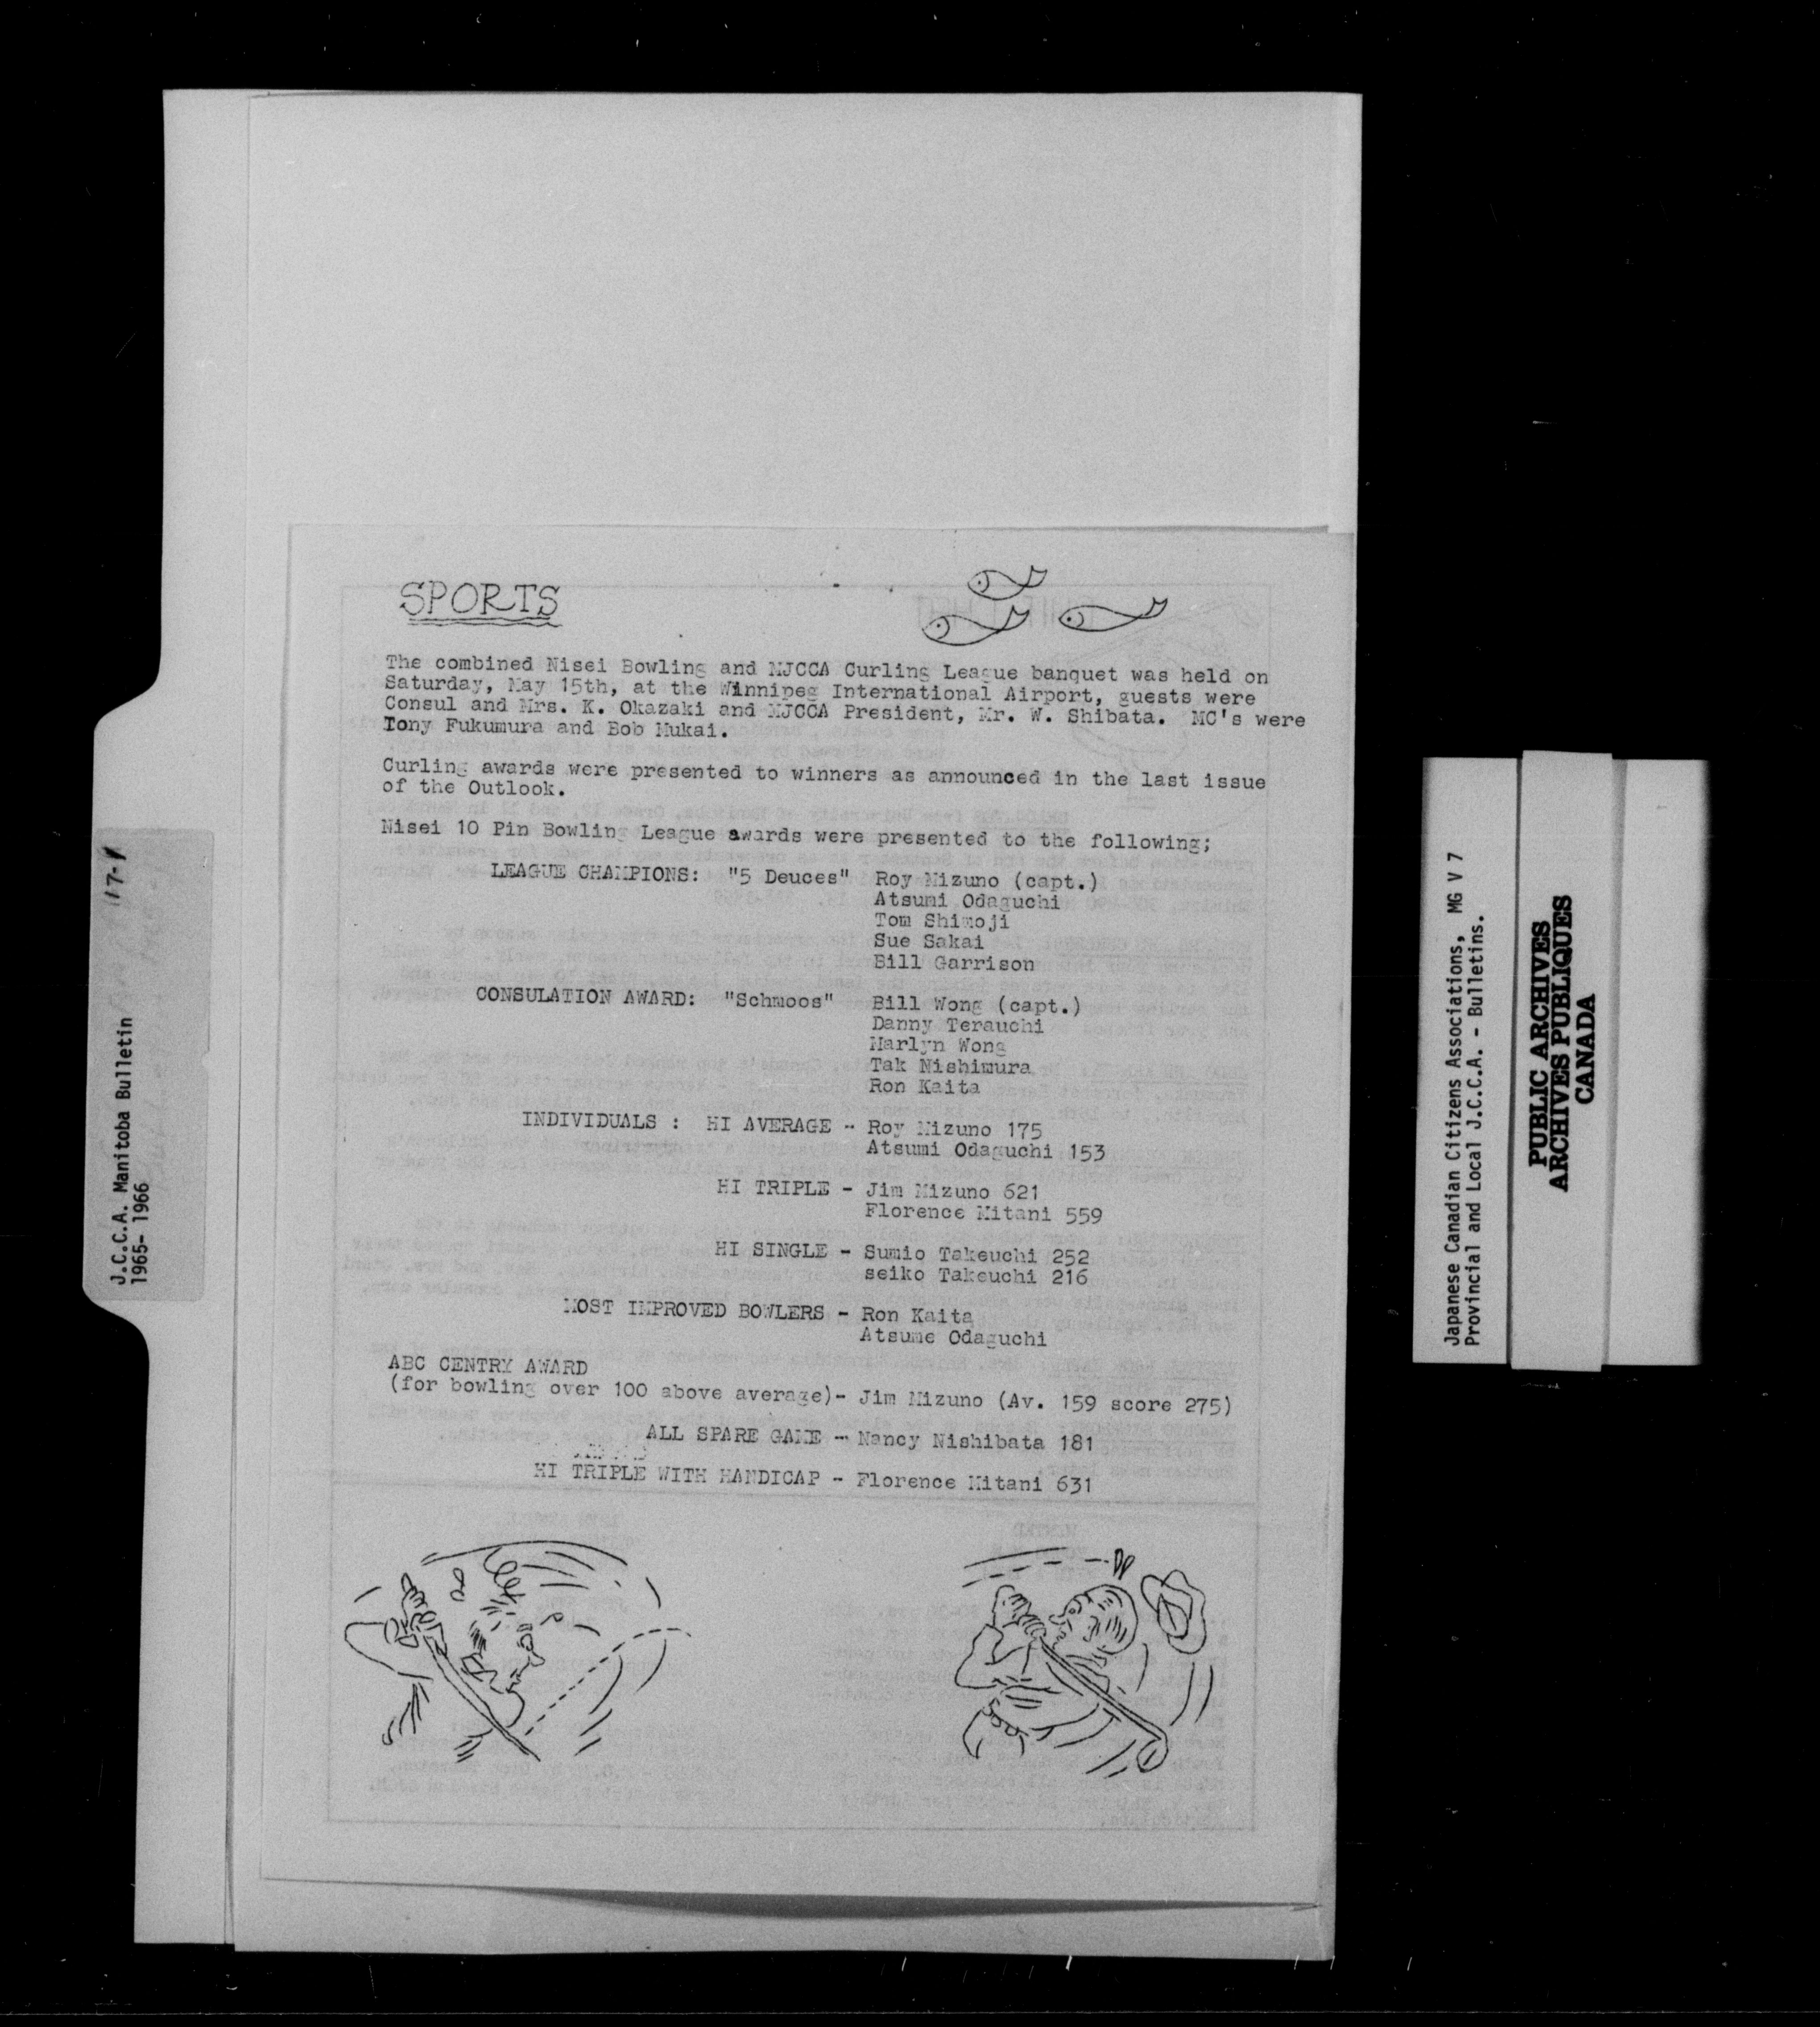 SPORTS
The combined Nisei Bowling and MJCCA Curling League banquet was held on
Saturday, May 15th, at the Winnipeg International Airport, guests were
Consul and Mrs. K. Okazaki and MJCCA President, Mr. W. Shibata. MC's were
Tony Fukumura and Bob Mukai.
Curling awards were presented to winners as announced in the last issue
of the Outlook.
Nisei 10 Pin Bowling League awards were presented to the following;
LEAGUE CHAMPIONS: "5 Deuces" Roy Mizuno (capt.)
Atsumi Odaguchi
Tom Shimoji
Sue Sakai
Bill Garrison
CONSULATION AWARD: "Schmoos" Bill Wong (capt.)
Danny Terauchi
Marlyn Wong
Tak Nishimura
Ron Kaita
INDIVIDUALS : HI AVERAGE - Roy Mizuno 175
Atsumi Odaguchi 153
HI TRIPLE - Jim Mizuno 621
Florence Mitani 559
HI SINGLE - Sumio Takeuchi 252
seiko Takeuchi 216
MOST IMPROVED BOWLERS - Ron Kaita
Atsume Odaguchi
ABC CENTRY AWARD
(for bowling over 100 above average)- Jim Mizuno (Av. 159 score 275)
ALL SPARE GAME - Nancy Nishibata 181
HI TRIPLE WITH HANDICAP - Florence Mitani 631
J.C.C.A. Manitoba Bulletin 17-1
1965- 1966
Japanese Canadian Citizens Associations, MG V 7
Provincial and Local J.C.C.A. - Bulletins.
PUBLIC ARCHIVES
ARCHIVES PUBLIQUES
CANADA